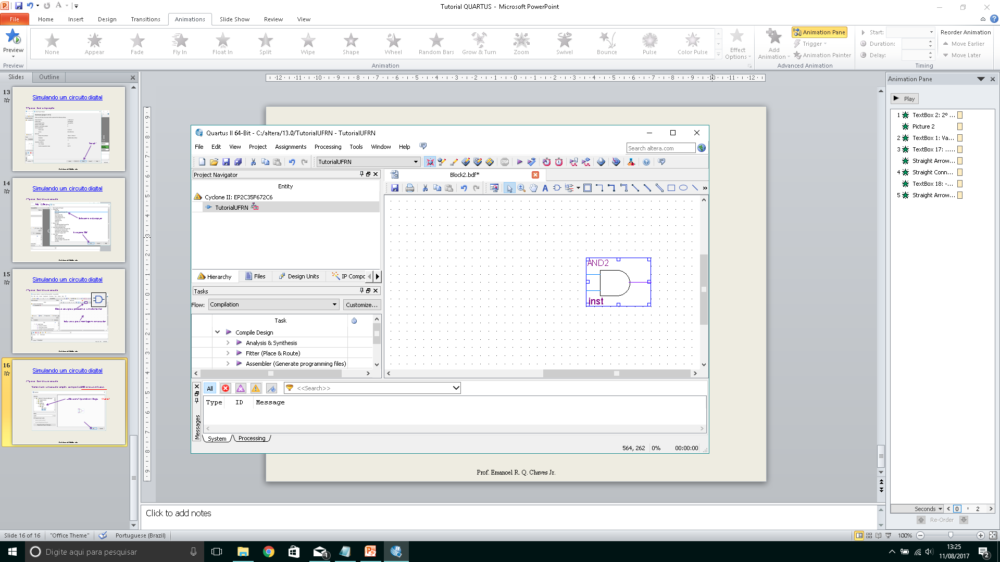 Tutorial QUARTUS - Microsoft PowerPoint
File Home Insert Design Transitions Animations Slide Show Review View
None Appear Fade Fly In Float In Split Wipe Shape Wheel Random Bars Grow & Turn Zoom Swivel Bounce Pulse Color Pulse
Preview
Effect Options
Add Animation
Animation Pane
Trigger
Animation Painter
Start:
Duration:
Delay:
Reorder Animation
Move Earlier
Move Later
Preview Animation Advanced Animation Timing
Slides Outline
13
Simulando um circuito digital
14
Simulando um circuito digital
15
Simulando um circuito digital
16
Simulando um circuito digital
Quartus II 64-Bit - C:/altera/13.0/TutorialUFRN - TutorialUFRN
File Edit View Project Assignments Processing Tools Window Help
Search altera.com
TutorialUFRN
Project Navigator
Block2.bdf*
Entity
Cyclone II: EP2C35F672C6
TutorialUFRN
Hierarchy Files Design Units IP Compo
Tasks
Flow: Compilation Customize...
Task
Compile Design
Analysis & Synthesis
Fitter (Place & Route)
Assembler (Generate programming files)
AND2
inst
All <<Search>>
Type ID Message
Messages
System Processing
564, 262 0% 00:00:00
Prof. Emanoel R. Q. Chaves Jr.
Click to add notes
Animation Pane
Play
1 TextBox 2: 2º ...
Picture 2
2 TextBox 1: Va...
3 TextBox 17: ...
Straight Arrow...
4 Straight Conn...
TextBox 18: -...
5 Straight Arrow...
Seconds 0 2
Re-Order
Slide 16 of 16 "Office Theme" Portuguese (Brazil) 100%
Digite aqui para pesquisar
13:25
11/08/2017